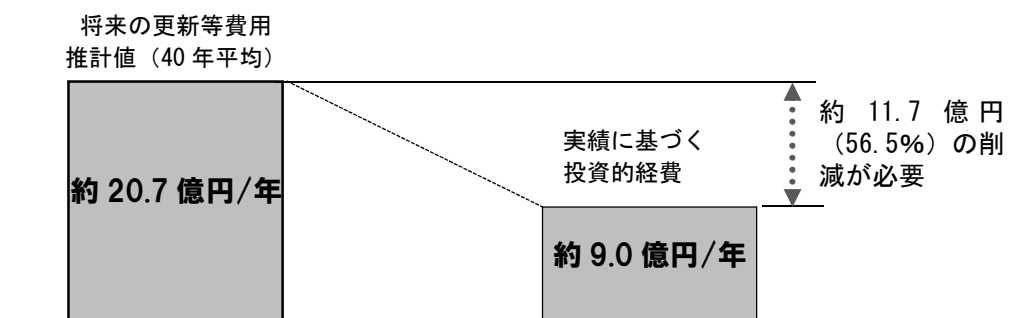 将来の更新等費用
推計値（40年平均）
約 20.7 億円/年
実績に基づく
投資的経費
約 9.0 億円/年
約 11.7 億円
（56.5%）の削
減が必要